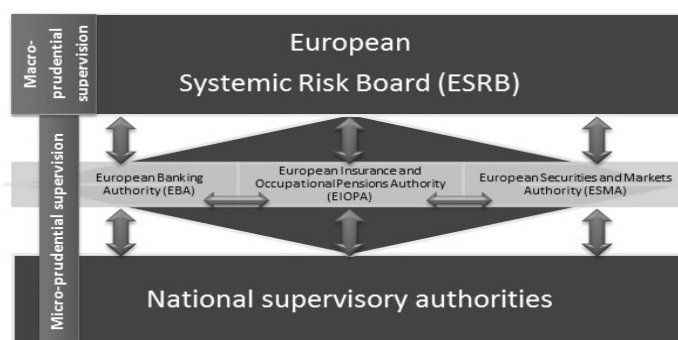 Macro-
prudential
supervision
European
Systemic Risk Board (ESRB)
Micro-prudential supervision
European Banking
Authority (EBA)
European Insurance and
Occupational Pensions Authority
(EIOPA)
European Securities and Markets
Authority (ESMA)
National supervisory authorities